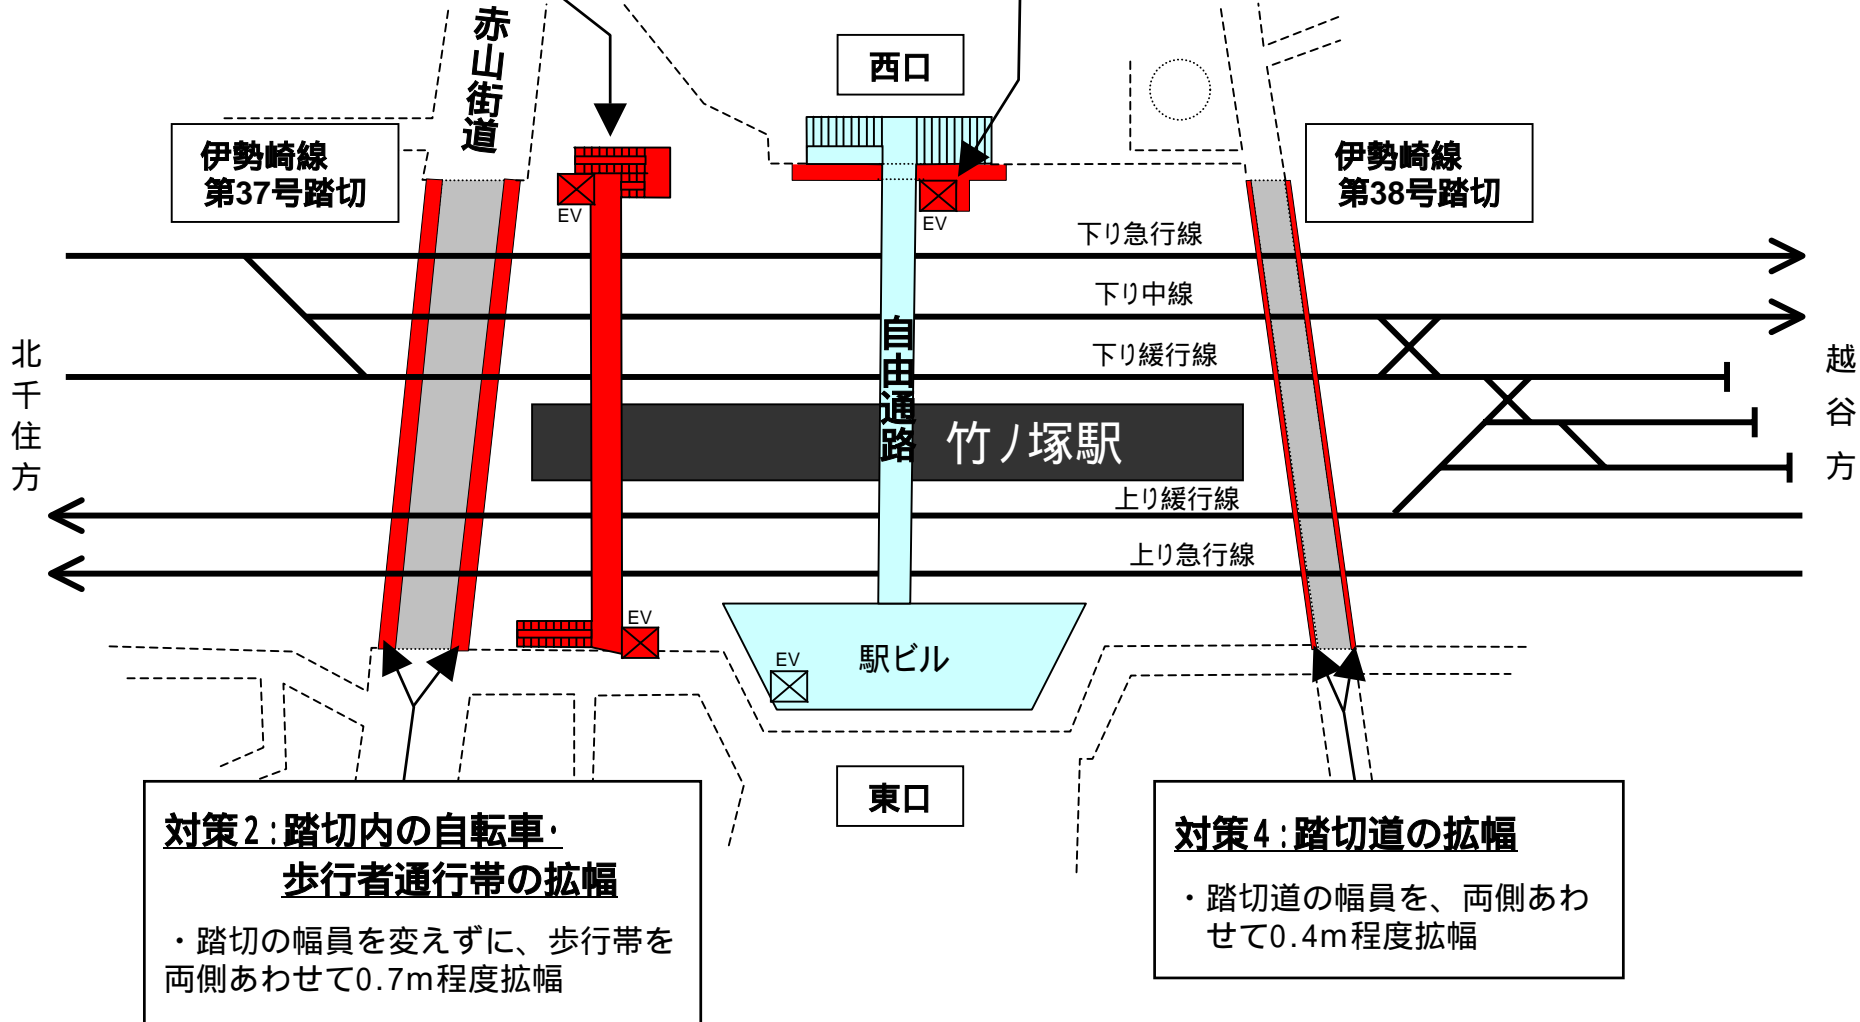 赤山街道
西口
伊勢崎線
第37号踏切
伊勢崎線
第38号踏切
EV
EV
下り急行線
下り中線
下り緩行線
北千住方
越谷方
自由通路
竹ノ塚駅
上り緩行線
上り急行線
EV
EV
駅ビル
東口
対策2:踏切内の自転車・
歩行者通行帯の拡幅
・踏切の幅員を変えずに、歩行帯を
両側あわせて0.7m程度拡幅
対策4:踏切道の拡幅
・踏切道の幅員を、両側あわ
せて0.4m程度拡幅